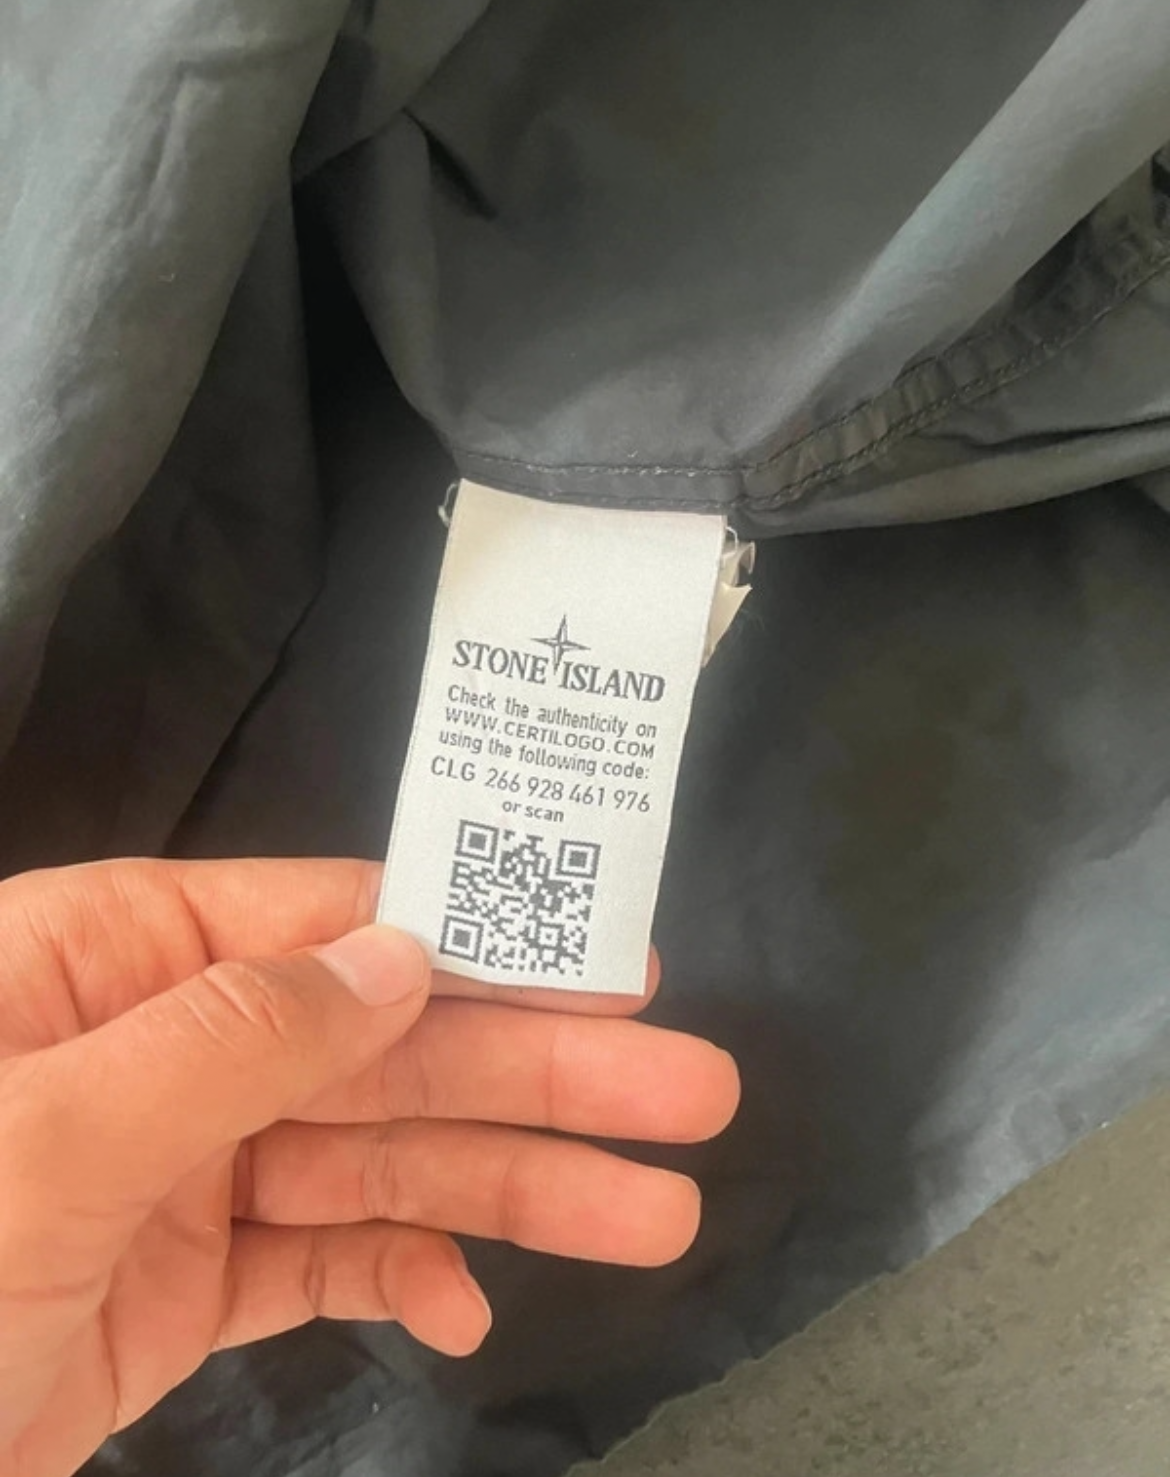 STONE ISLAND
Check the authenticity on
WWW.CERTILOGO.COM
using the following code:
CLG 266 928 461 976
or scan